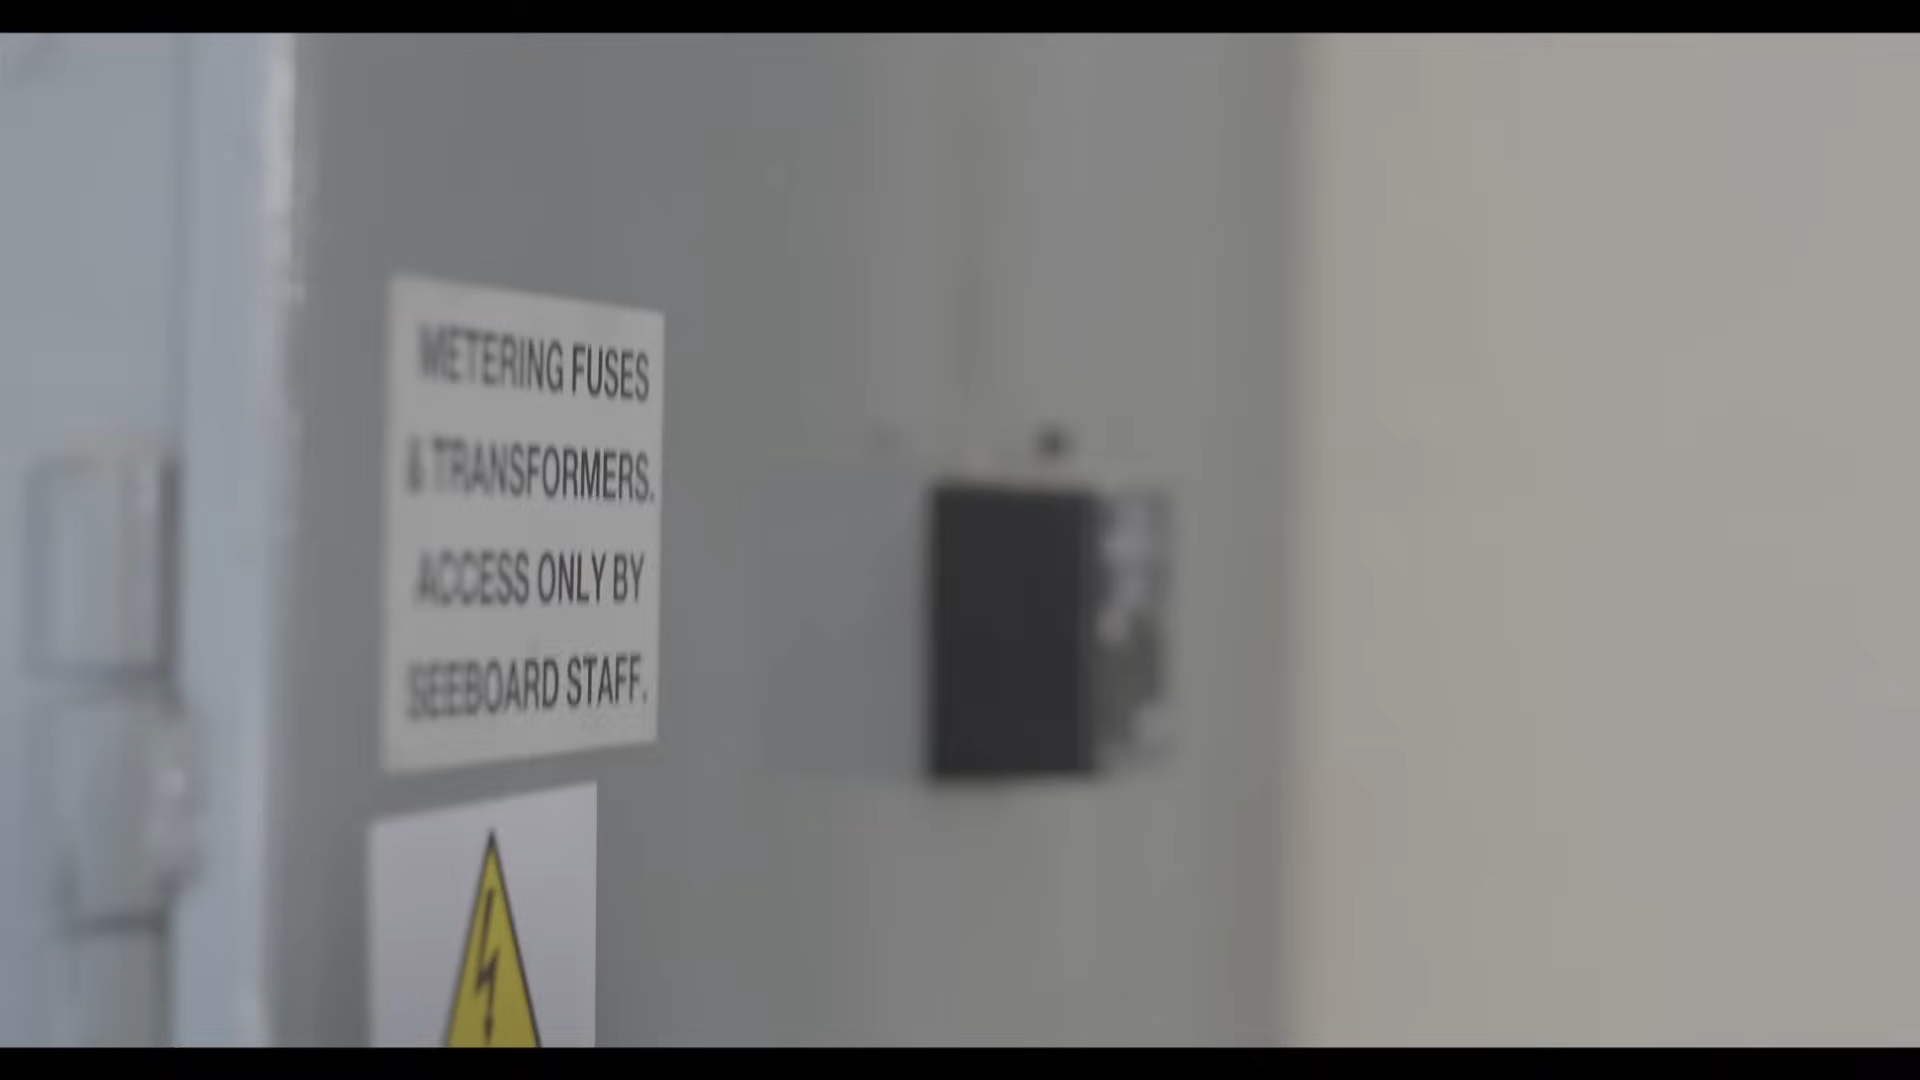 METERING FUSES
& TRANSFORMERS.
ACCESS ONLY BY
SEEBOARD STAFF.